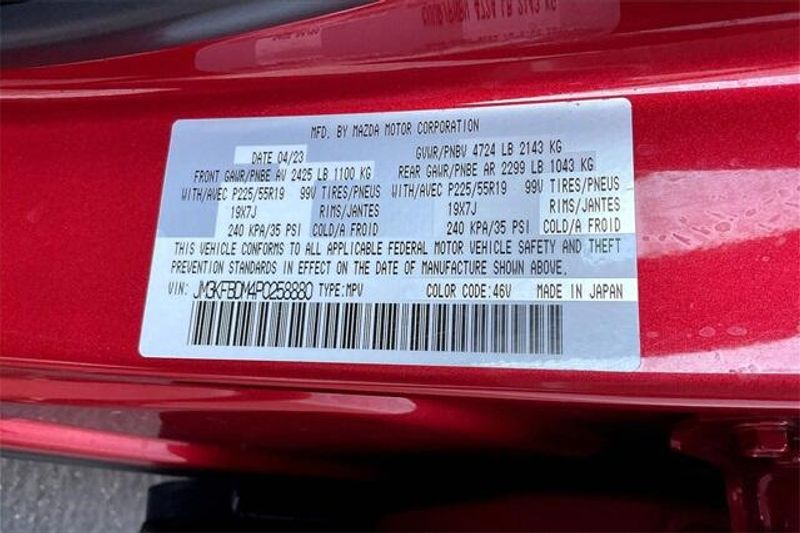 MFD. BY MAZDA MOTOR CORPORATION
DATE 04/23 GVWR/PNBV 4724 LB 2143 KG
FRONT GAWR/PNBE AV 2425 LB 1100 KG REAR GAWR/PNBE AR 2299 LB 1043 KG
WITH/AVEC P225/55R19 99V TIRES/PNEUS WITH/AVEC P225/55R19 99V TIRES/PNEUS
19X7J RIMS/JANTES 19X7J RIMS/JANTES
240 KPA/35 PSI COLD/A FROID 240 KPA/35 PSI COLD/A FROID
THIS VEHICLE CONFORMS TO ALL APPLICABLE FEDERAL MOTOR VEHICLE SAFETY AND THEFT
PREVENTION STANDARDS IN EFFECT ON THE DATE OF MANUFACTURE SHOWN ABOVE.
VIN: JM3KFBDM4P0258880 TYPE:MPV COLOR CODE:46V MADE IN JAPAN